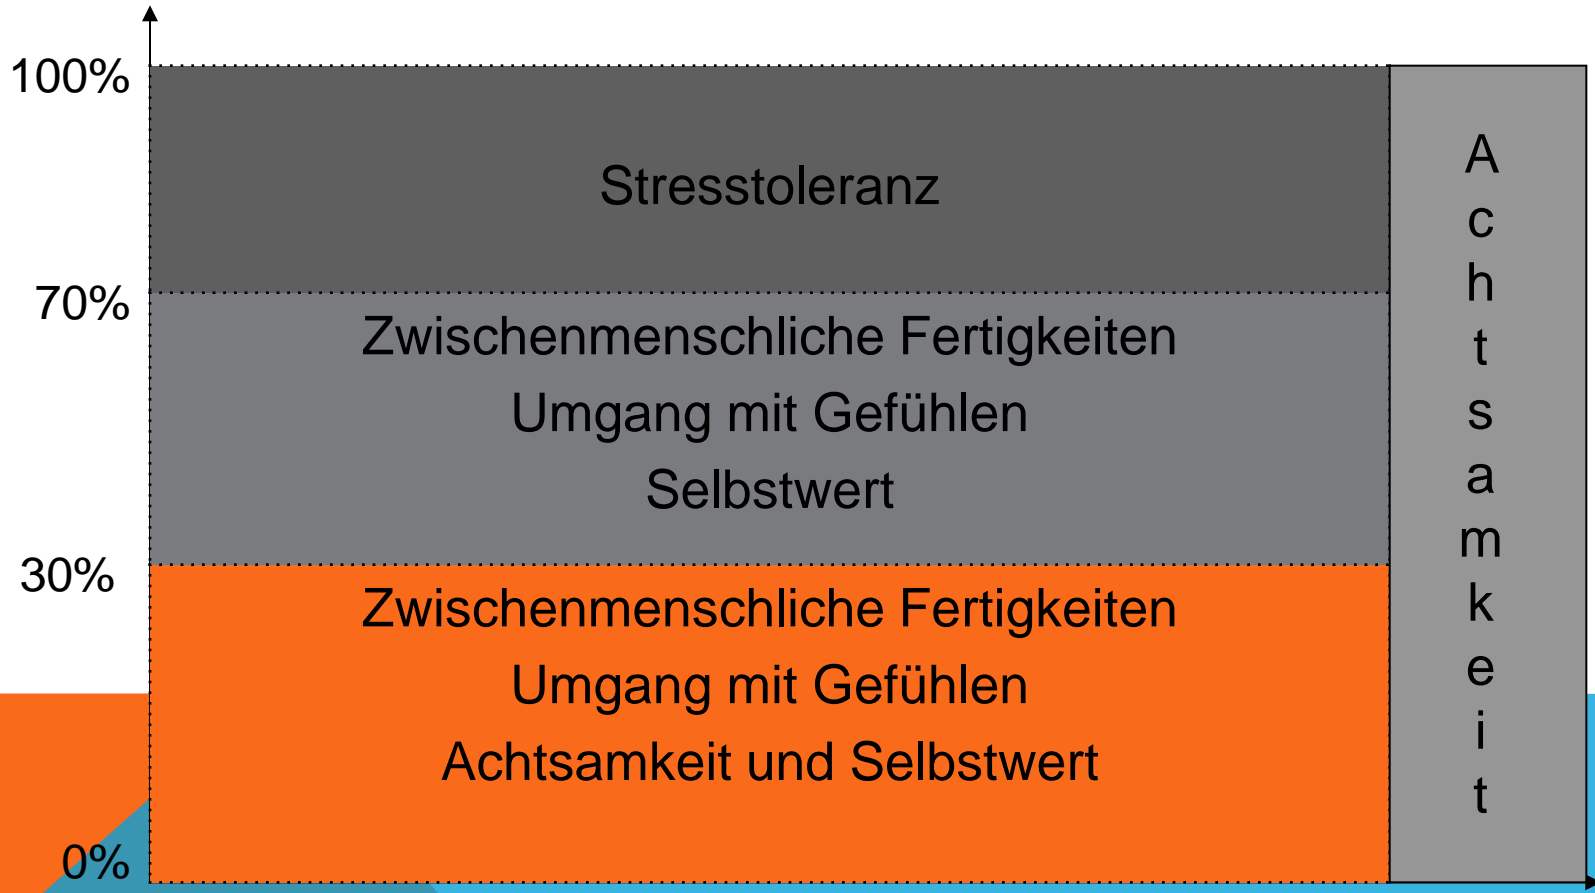 100%
Stresstoleranz
70%
Zwischenmenschliche Fertigkeiten
Umgang mit Gefühlen
Selbstwert
30%
Zwischenmenschliche Fertigkeiten
Umgang mit Gefühlen
Achtsamkeit und Selbstwert
0%
A
c
h
t
s
a
m
k
e
i
t